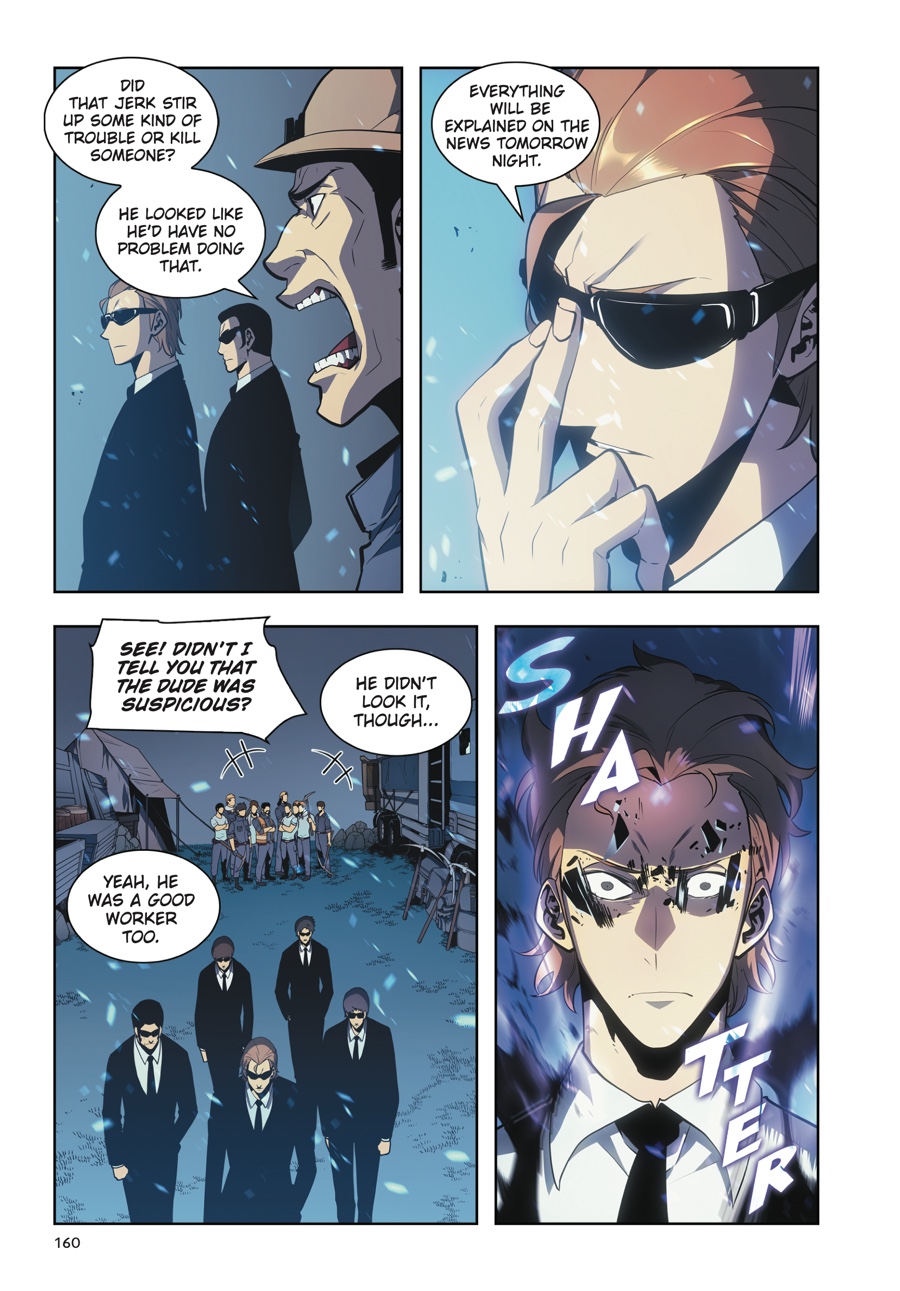 DID
THAT JERK STIR
UP SOME KIND OF
TROUBLE OR KILL
SOMEONE?
HE LOOKED LIKE
HE'D HAVE NO
PROBLEM DOING
THAT.
EVERYTHING
WILL BE
EXPLAINED ON THE
NEWS TOMORROW
NIGHT.
SEE! DIDN'T I
TELL YOU THAT
THE DUDE WAS
SUSPICIOUS?
HE DIDN'T
LOOK IT,
THOUGH...
YEAH, HE
WAS A GOOD
WORKER
TOO.
SHATTER
160